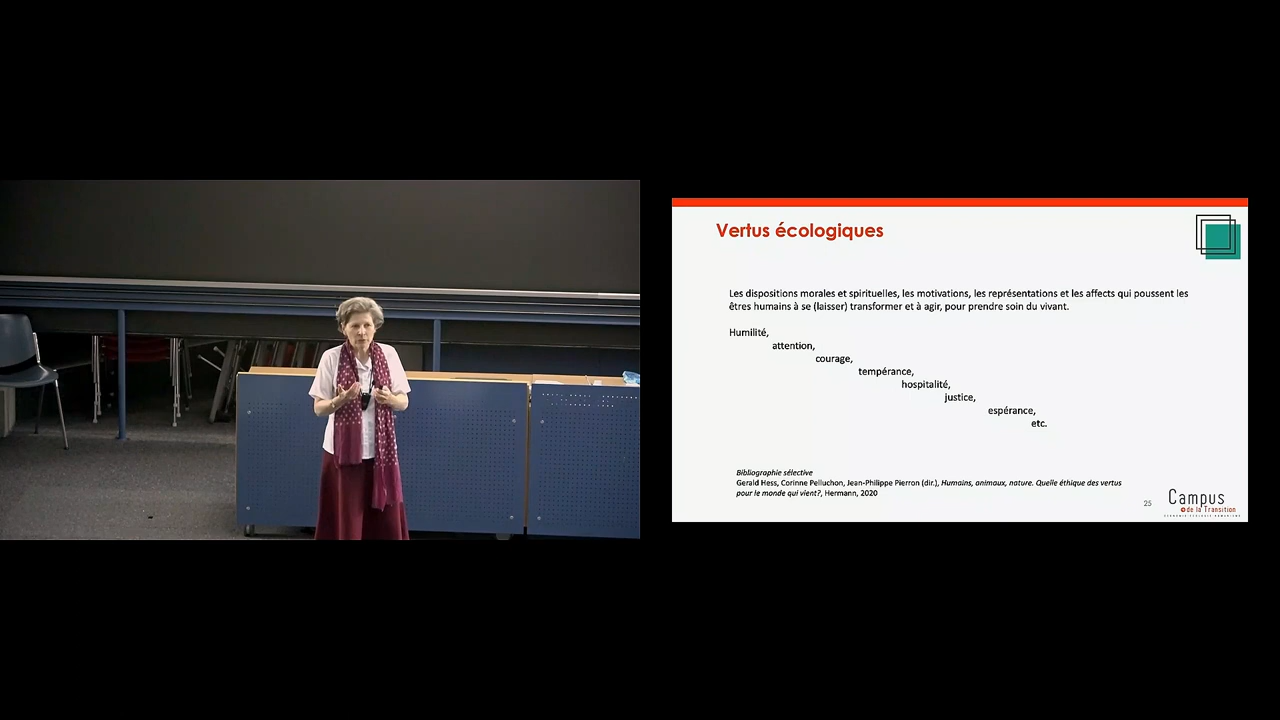 Vertus écologiques
Les dispositions morales et spirituelles, les motivations, les représentations et les affects qui poussent les
êtres humains à se (laisser) transformer et à agir, pour prendre soin du vivant.
Humilité,
attention,
courage,
tempérance,
hospitalité,
justice,
espérance,
etc.
Bibliographie sélective
Gerald Hess, Corinne Pelluchon, Jean-Philippe Pierron (dir.), Humains, animaux, nature. Quelle éthique des vertus
pour le monde qui vient?, Hermann, 2020
25
Campus
de la Transition